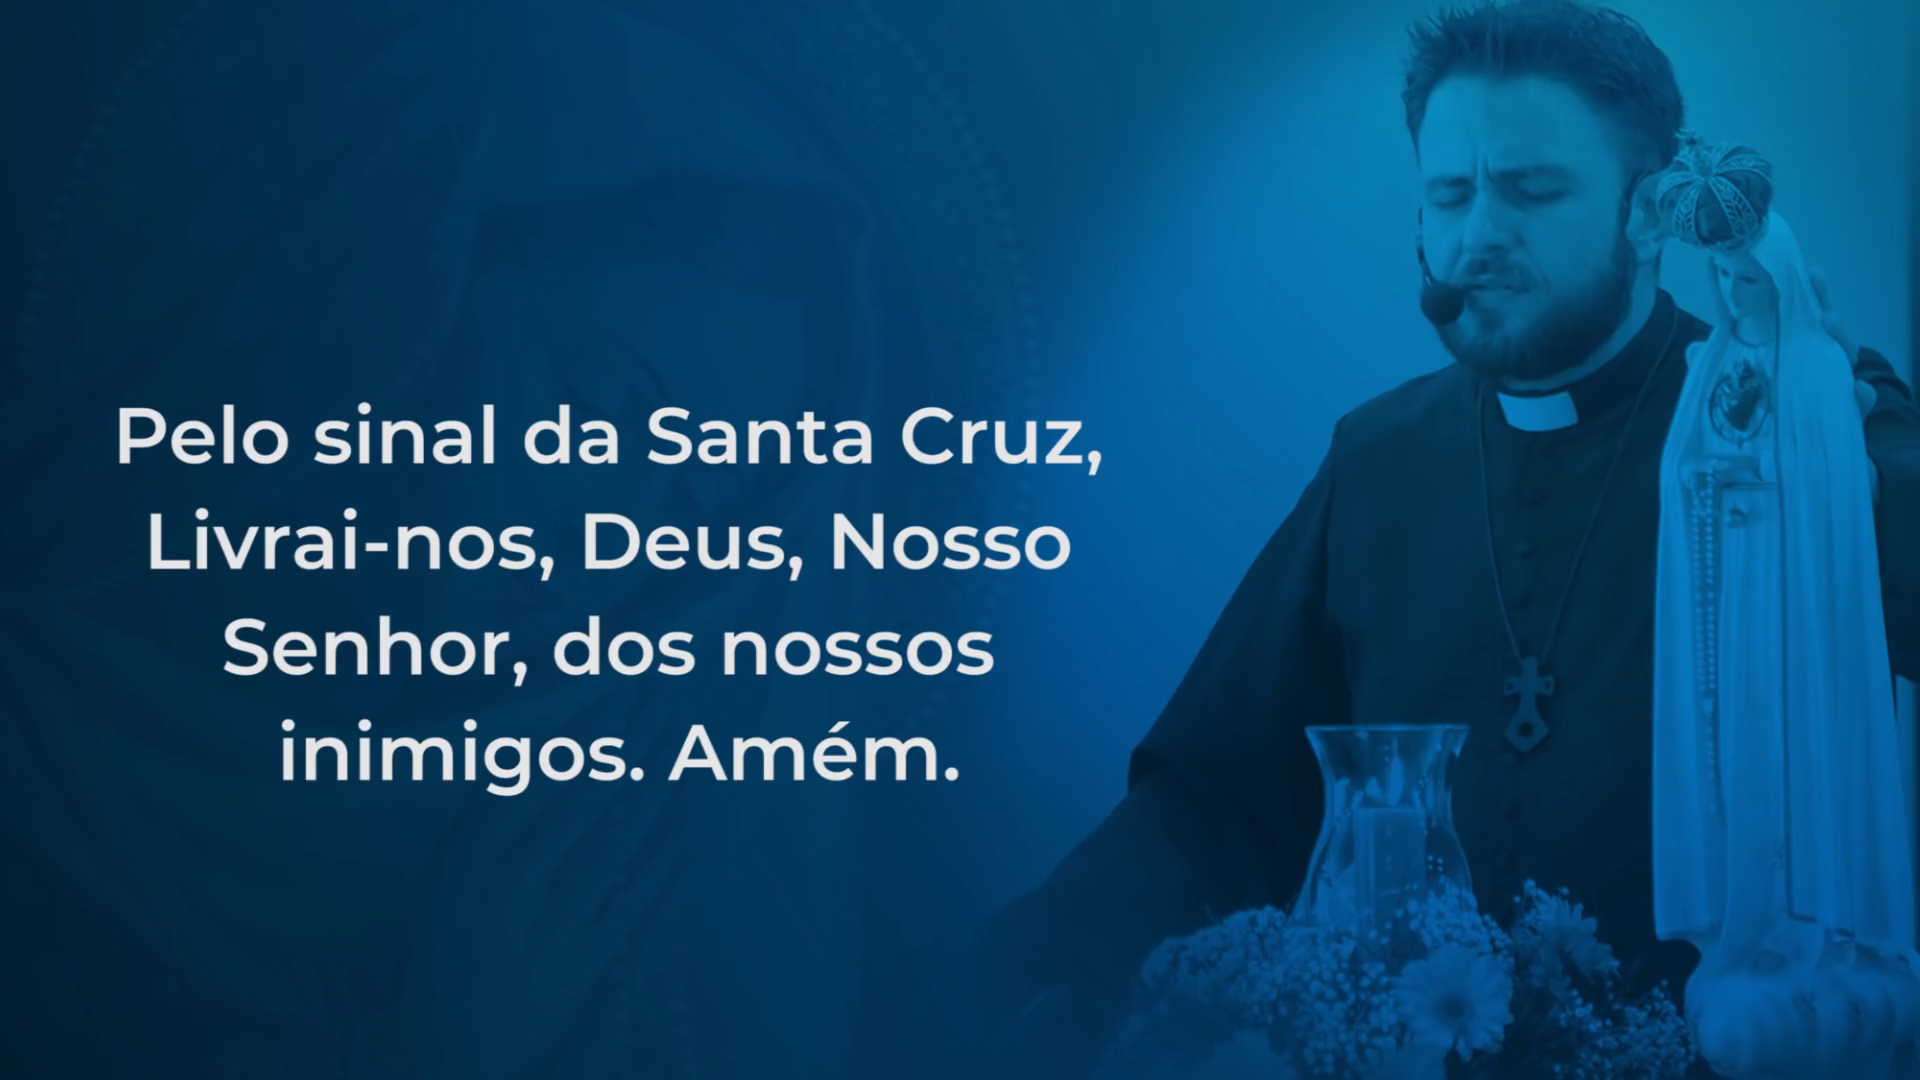 Pelo sinal da Santa Cruz,
Livrai-nos, Deus, Nosso
Senhor, dos nossos
inimigos. Amém.